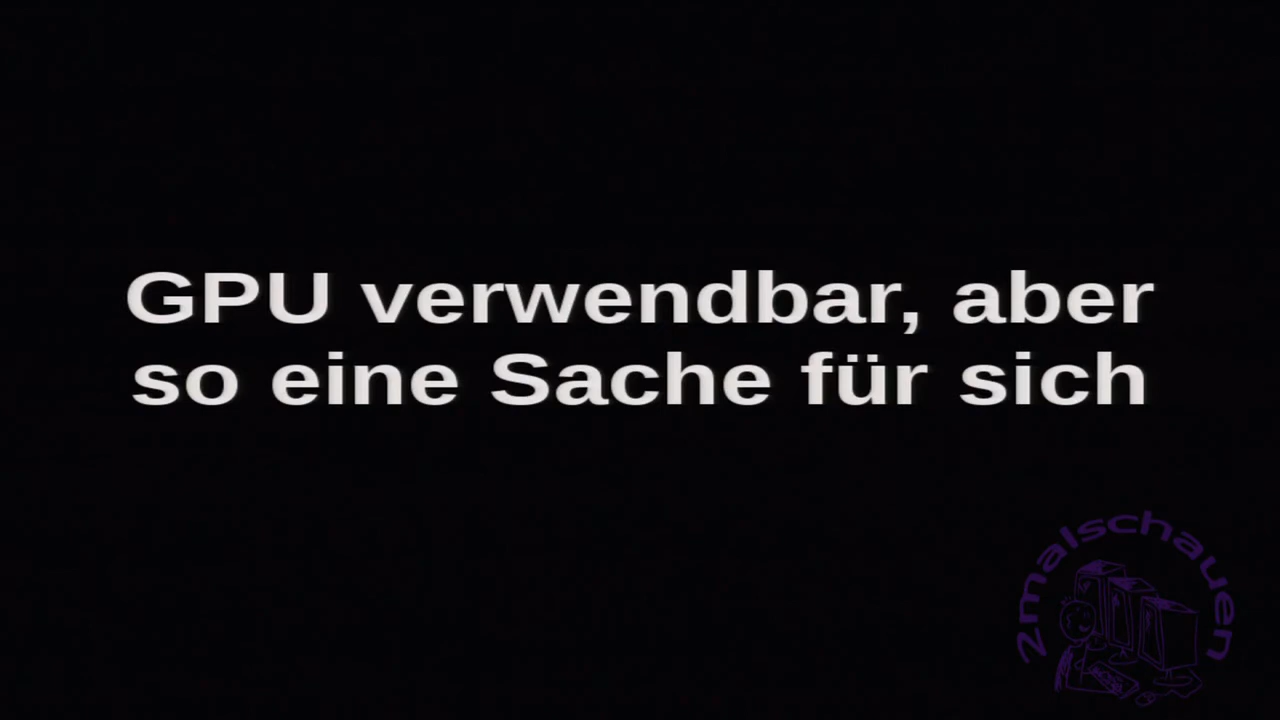 GPU verwendbar, aber
so eine Sache für sich
2malschauen